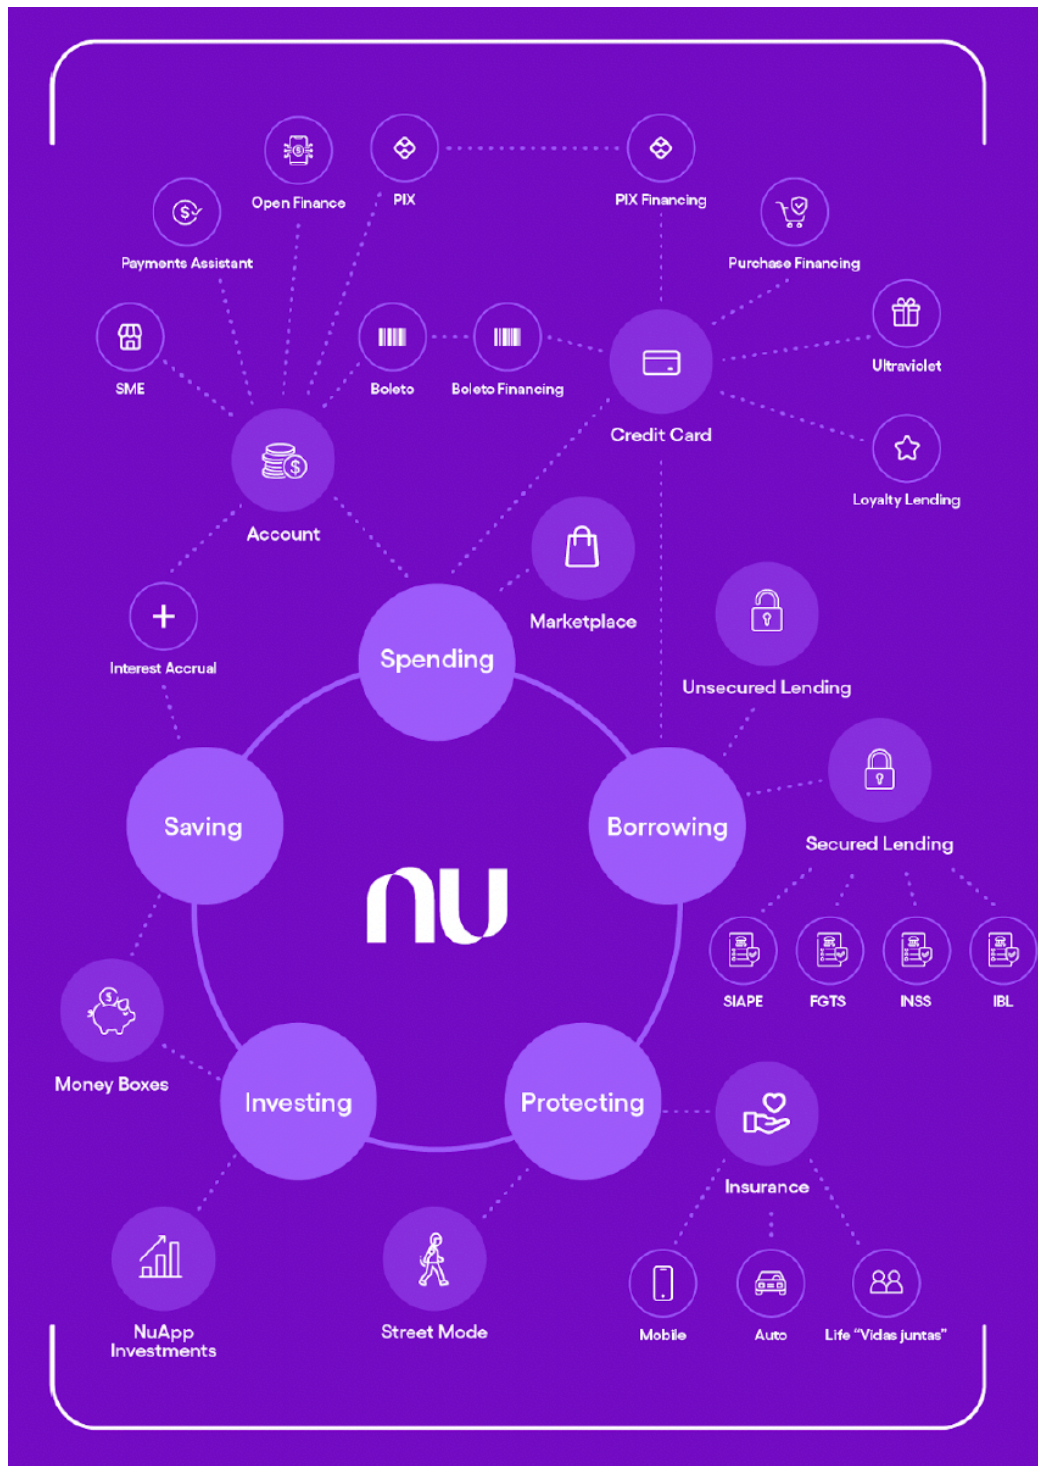 Open Finance
PIX
PIX Financing
Payments Assistant
Purchase Financing
SME
Boleto
Boleto Financing
Ultraviolet
Credit Card
Loyalty Lending
Account
Marketplace
Interest Accrual
Spending
Unsecured Lending
Saving
Borrowing
Secured Lending
nu
SIAPE
FGTS
INSS
IBL
Money Boxes
Investing
Protecting
Insurance
NuApp
Investments
Street Mode
Mobile
Auto
Life “Vidas juntas”